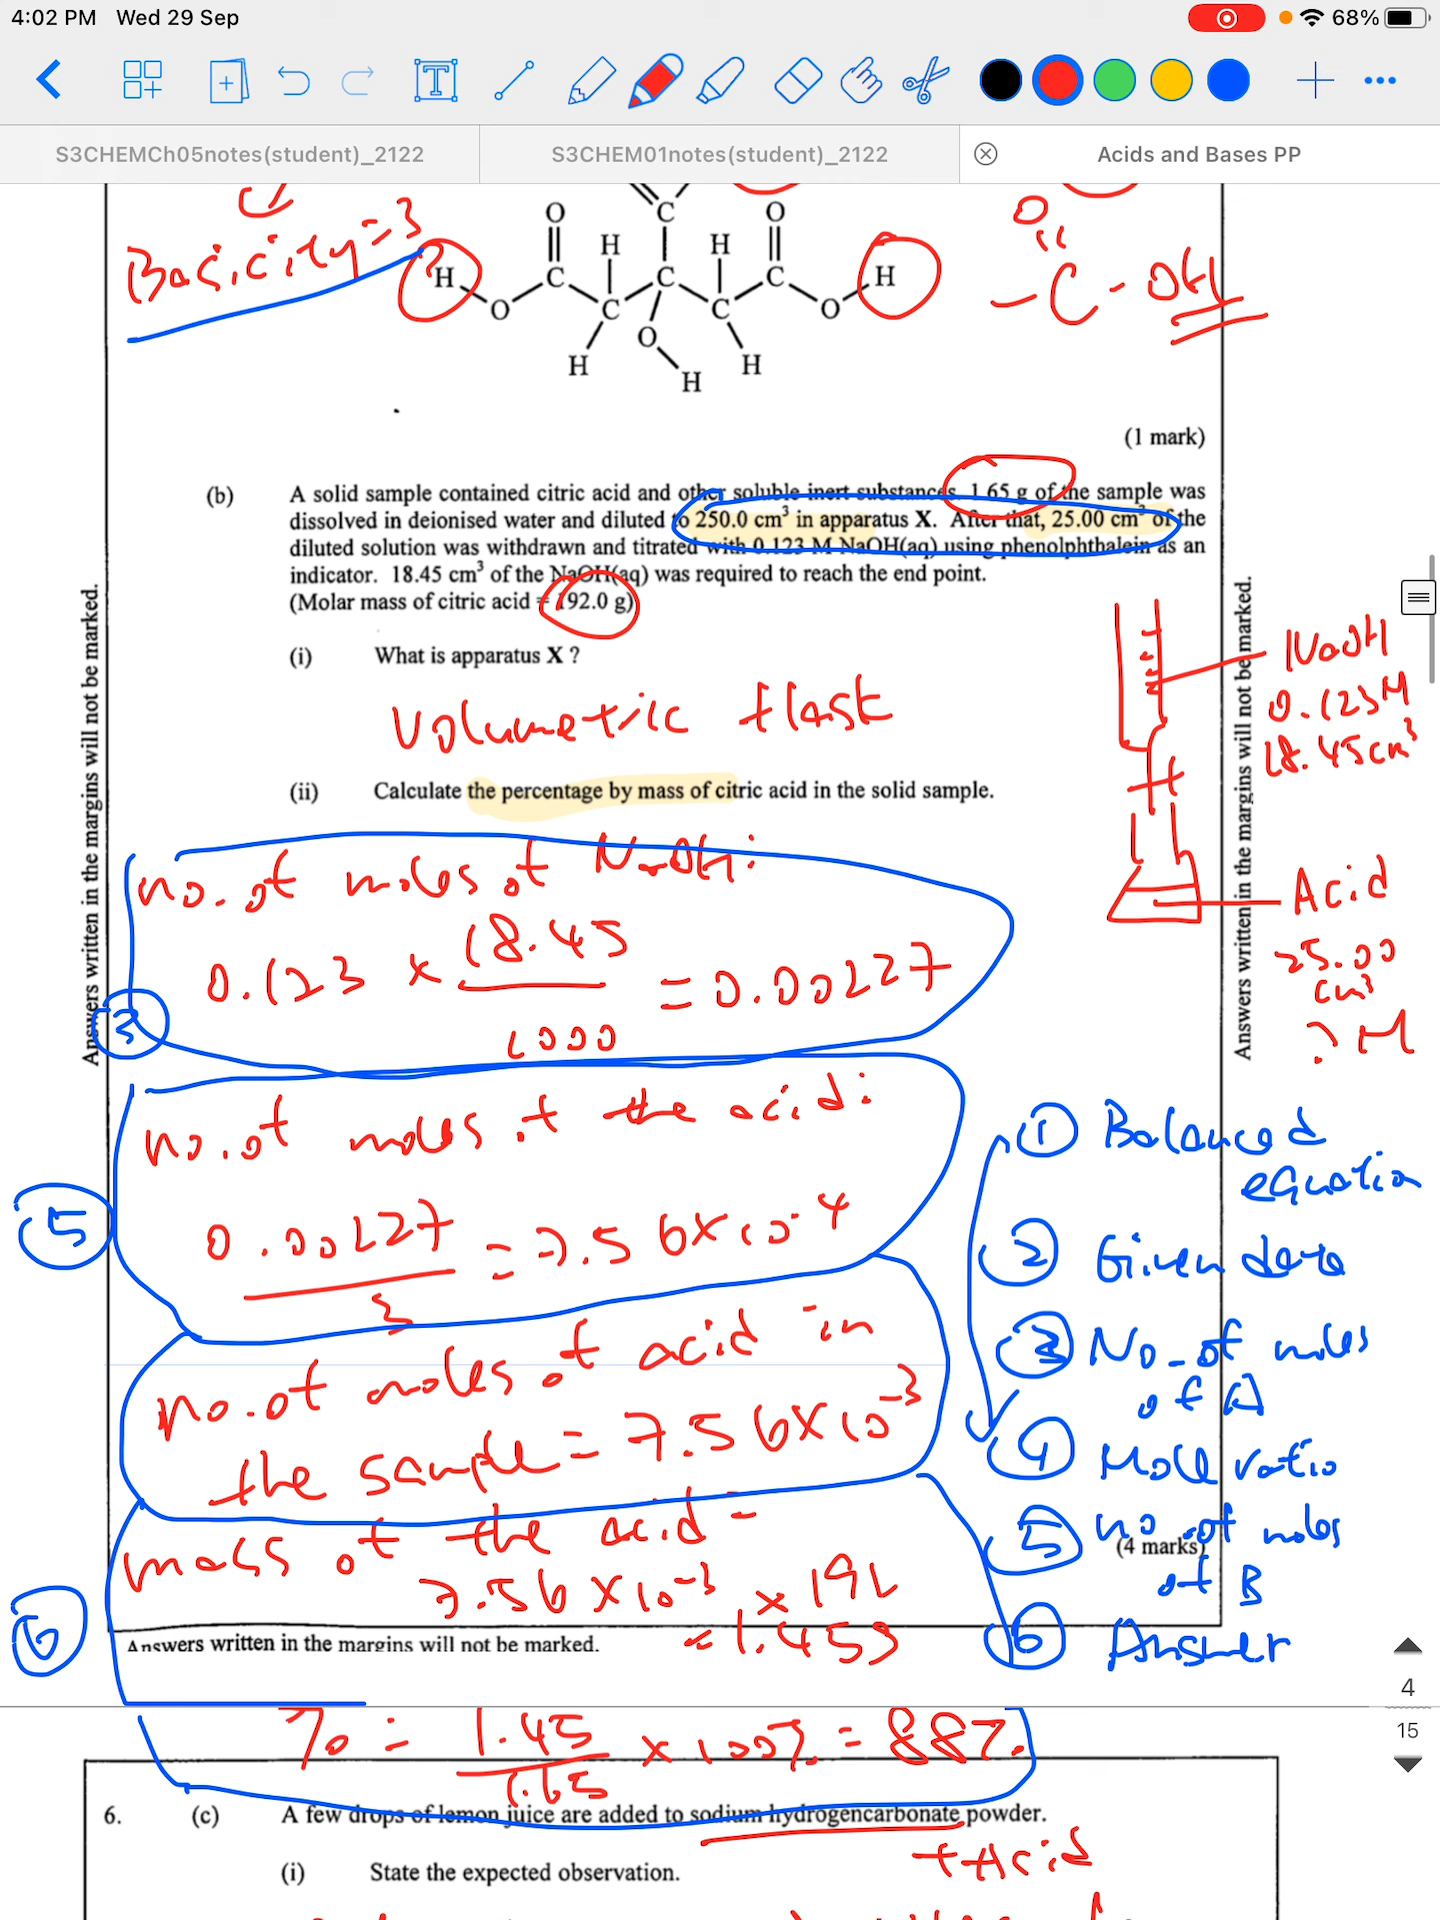 4:02 PM Wed 29 Sep
68%
S3CHEMCh05notes(student)_2122
S3CHEM01notes(student)_2122
Acids and Bases PP
Basicity=3
O
O
H
H
C
H
H
C
C
C
O
C
C
O
O
H
H
H
O
-C-OH
(1 mark)
(b) A solid sample contained citric acid and other soluble inert substances. 1.65 g of the sample was
dissolved in deionised water and diluted to 250.0 cm³ in apparatus X. After that, 25.00 cm³ of the
diluted solution was withdrawn and titrated with 0.123 M NaOH(aq) using phenolphthalein as an
indicator. 18.45 cm³ of the NaOH(aq) was required to reach the end point.
(Molar mass of citric acid = 192.0 g)
(i) What is apparatus X ?
Volumetric flask
NaOH
0.123M
18.45cm³
(ii) Calculate the percentage by mass of citric acid in the solid sample.
no. of moles of NaOH:
0.123 × 18.45
1000
= 0.00227
3
Acid
25.00
cm³
? M
no. of moles of the acid:
0.00227
3
= 7.56×10-4
5
no. of moles of acid in
the sample = 7.56×10-3
mass of the acid =
7.56 ×10-3 × 192
= 1.45g
6
① Balanced
equation
② Given data
③ No. of moles
of A
④ Mole ratio
⑤ no. of moles
of B
(4 marks)
⑥ Answer
Answers written in the margins will not be marked.
Answers written in the margins will not be marked.
Answers written in the margins will not be marked.
4
15
% = 1.45
1.65
× 100% = 88%
6. (c) A few drops of lemon juice are added to sodium hydrogencarbonate powder.
+ Acid
(i) State the expected observation.